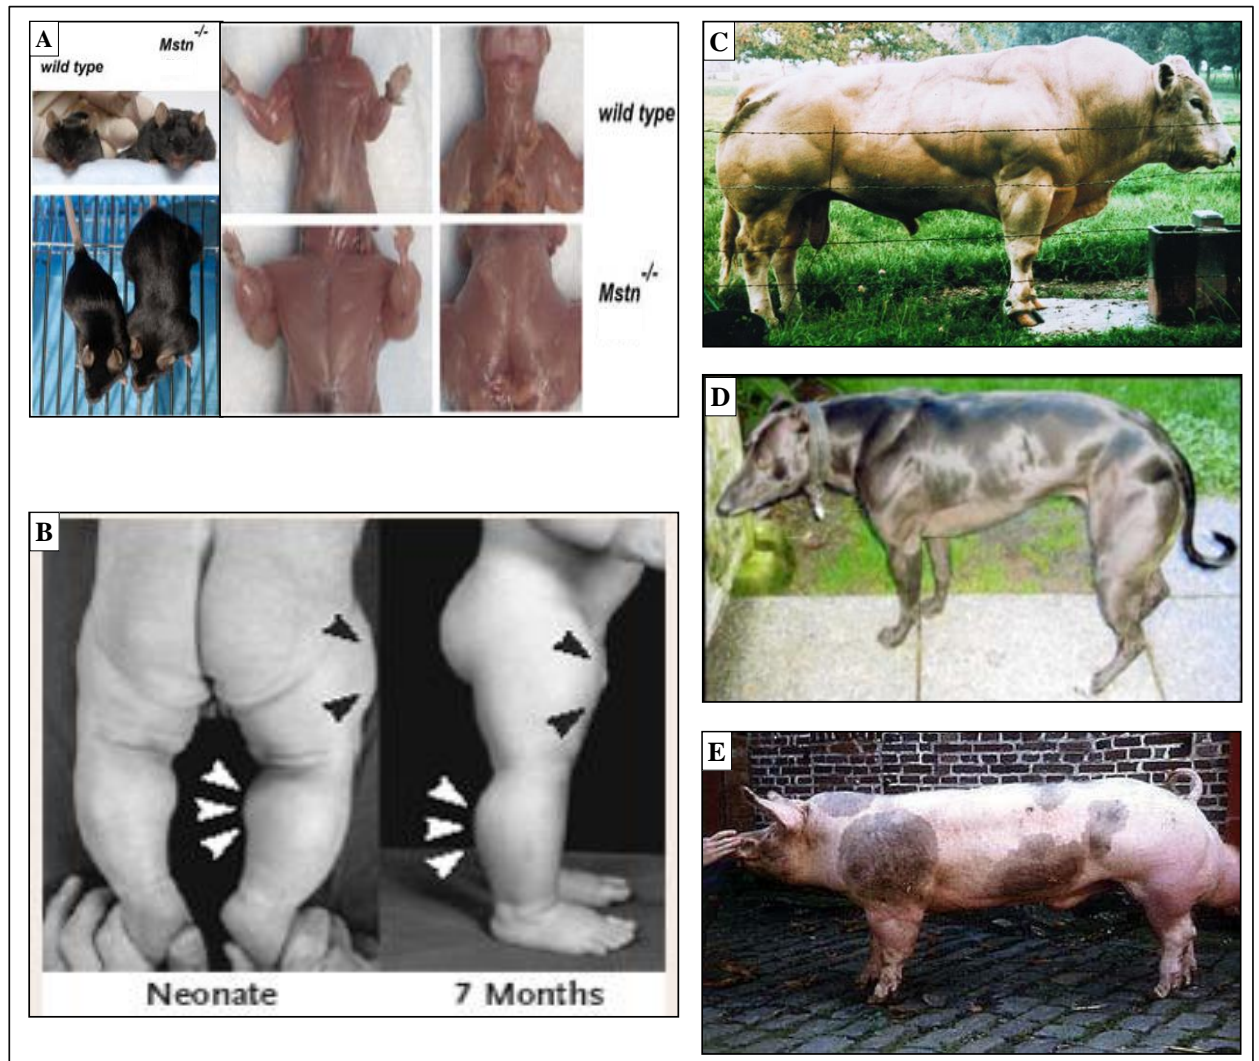 A
Mstn-/-
wild type
wild type
Mstn-/-
B
Neonate
7 Months
C
D
E